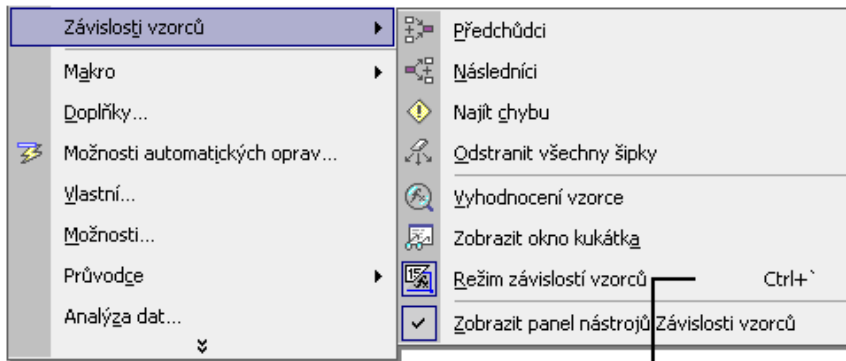 Závislosti vzorců
Makro
Doplňky...
Možnosti automatických oprav...
Vlastní...
Možnosti...
Průvodce
Analýza dat...
Předchůdci
Následníci
Najít chybu
Odstranit všechny šipky
Vyhodnocení vzorce
Zobrazit okno kukátka
Režim závislostí vzorců Ctrl+`
Zobrazit panel nástrojů Závislosti vzorců